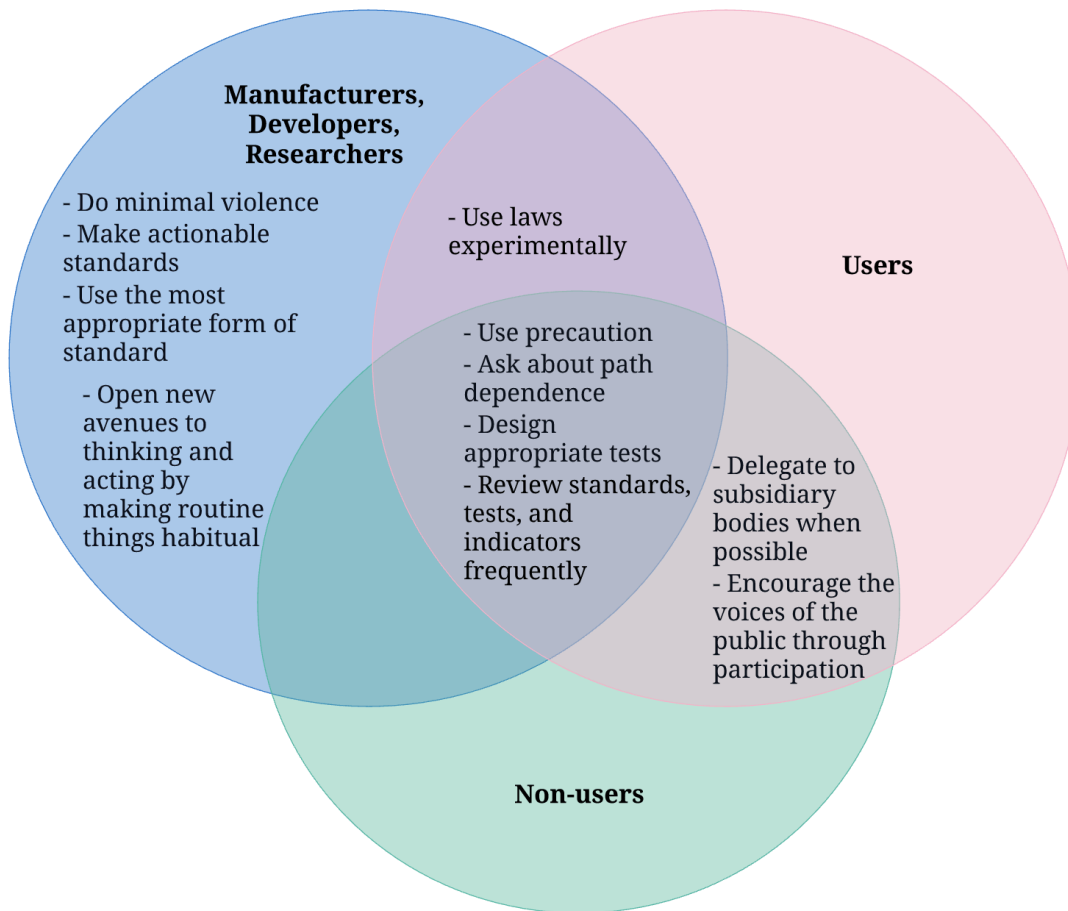 Manufacturers,
Developers,
Researchers
- Do minimal violence
- Make actionable
standards
- Use the most
appropriate form of
standard
- Open new
avenues to
thinking and
acting by
making routine
things habitual
- Use laws
experimentally
Users
- Use precaution
- Ask about path
dependence
- Design
appropriate tests
- Review standards,
tests, and
indicators
frequently
- Delegate to
subsidiary
bodies when
possible
- Encourage the
voices of the
public through
participation
Non-users